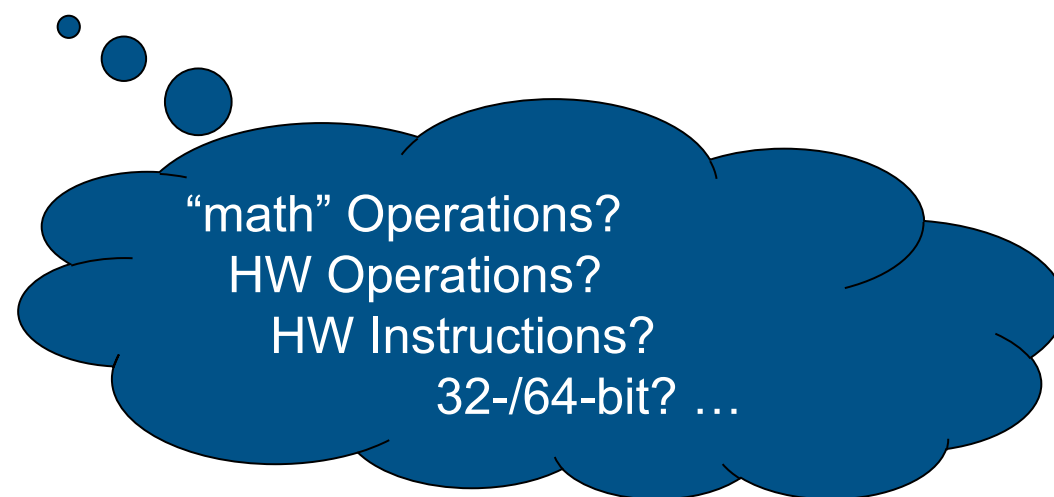 “math” Operations?
HW Operations?
HW Instructions?
32-/64-bit? …